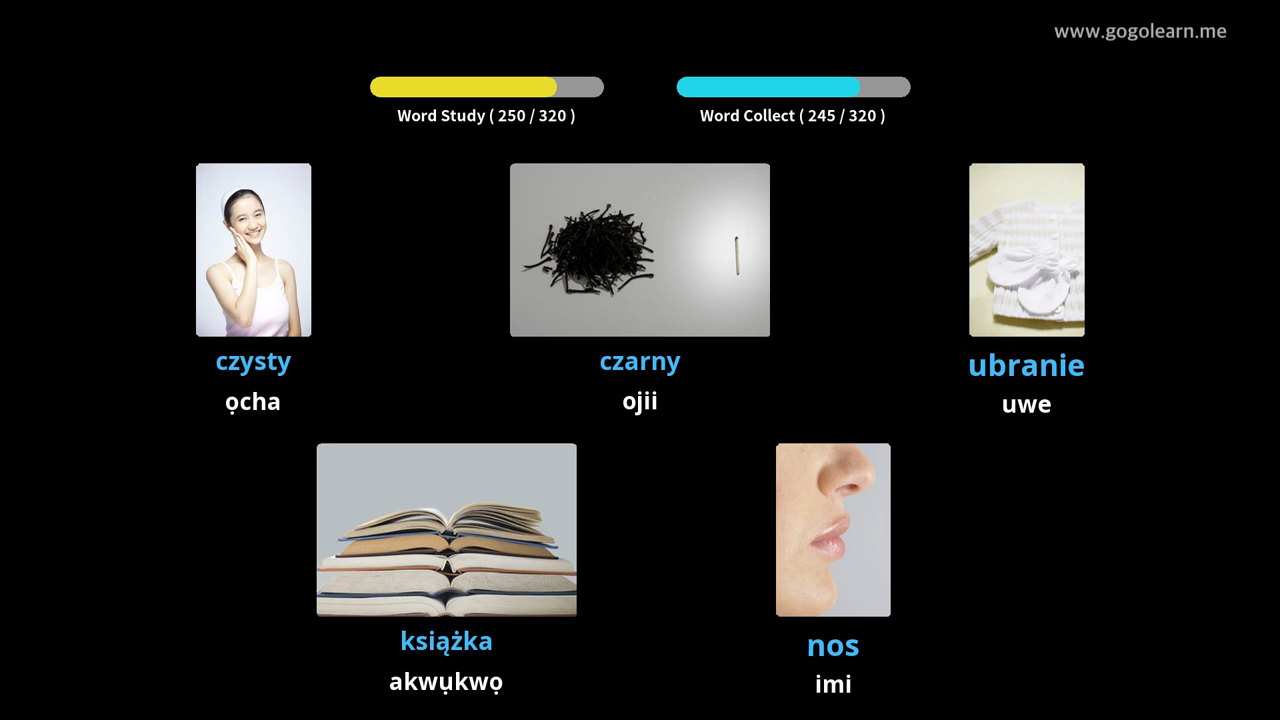 www.gogolearn.me
Word Study ( 250 / 320 )
Word Collect ( 245 / 320 )
czysty
ọcha
czarny
ojii
ubranie
uwe
książka
akwụkwọ
nos
imi